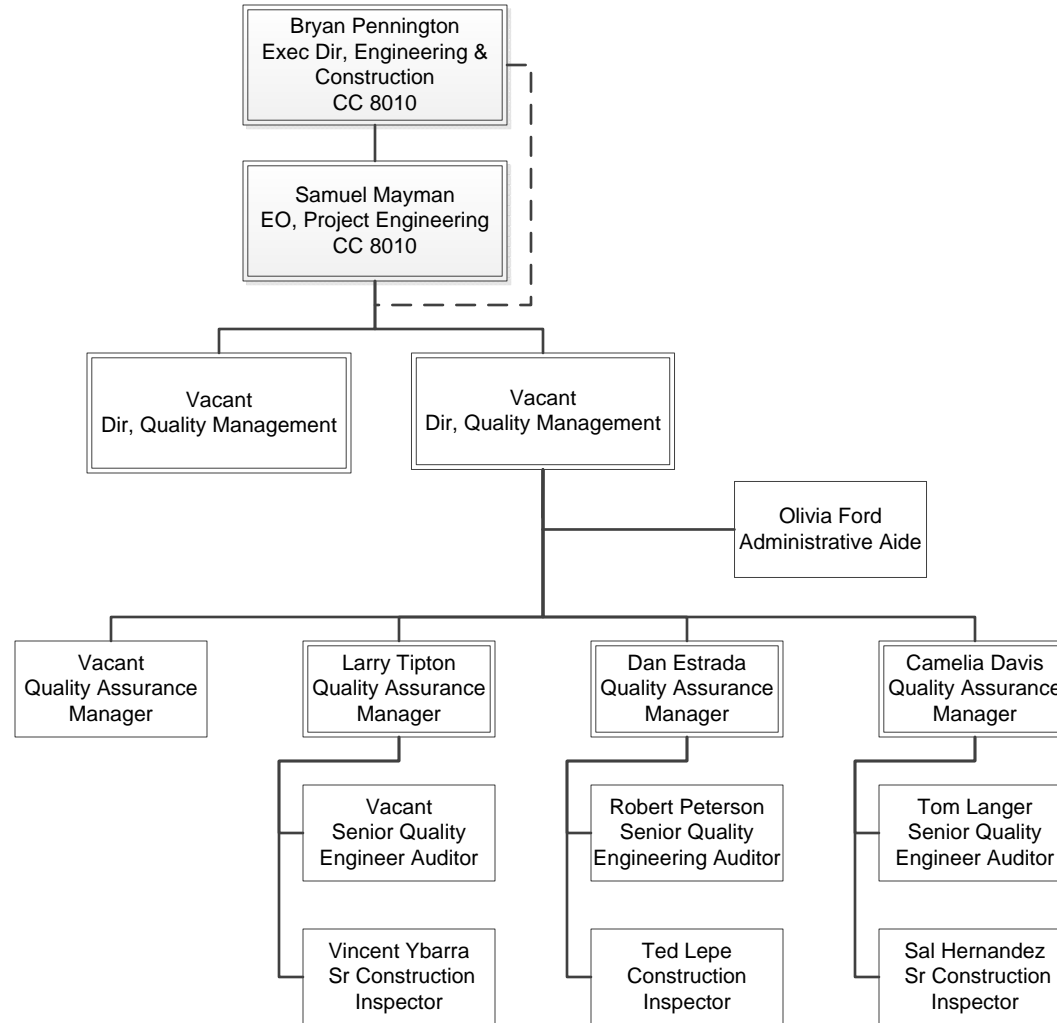 Bryan Pennington
Exec Dir, Engineering &
Construction
CC 8010
Samuel Mayman
EO, Project Engineering
CC 8010
Vacant
Dir, Quality Management
Vacant
Dir, Quality Management
Olivia Ford
Administrative Aide
Vacant
Quality Assurance
Manager
Larry Tipton
Quality Assurance
Manager
Dan Estrada
Quality Assurance
Manager
Camelia Davis
Quality Assurance
Manager
Vacant
Senior Quality
Engineer Auditor
Robert Peterson
Senior Quality
Engineering Auditor
Tom Langer
Senior Quality
Engineer Auditor
Vincent Ybarra
Sr Construction
Inspector
Ted Lepe
Construction
Inspector
Sal Hernandez
Sr Construction
Inspector